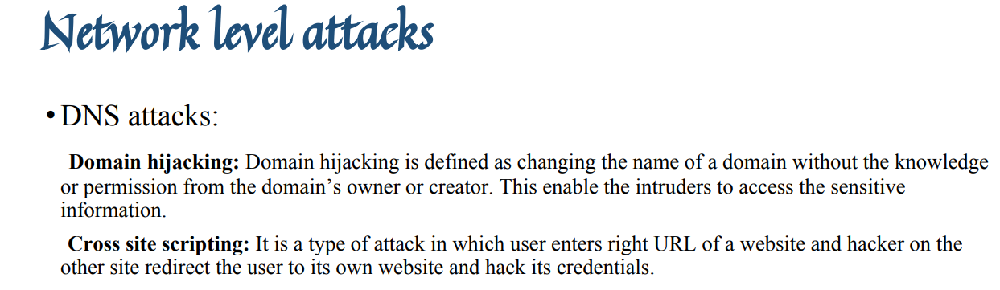 Network level attacks
• DNS attacks:
Domain hijacking: Domain hijacking is defined as changing the name of a domain without the knowledge
or permission from the domain’s owner or creator. This enable the intruders to access the sensitive
information.
Cross site scripting: It is a type of attack in which user enters right URL of a website and hacker on the
other site redirect the user to its own website and hack its credentials.